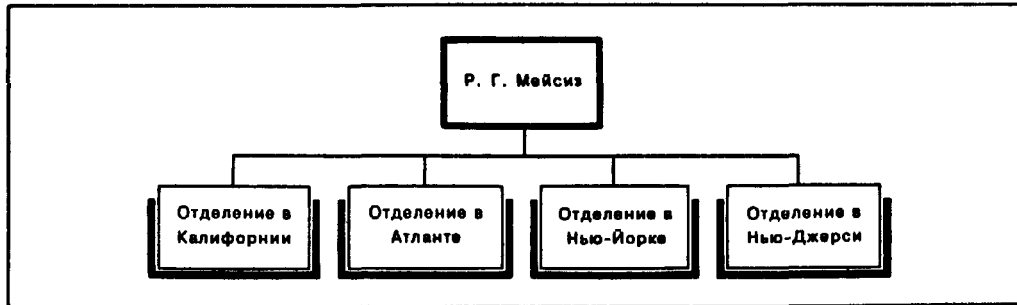 Р. Г. Мейсиз
Отделение в
Калифорнии
Отделение в
Атланте
Отделение в
Нью-Йорке
Отделение в
Нью-Джерси